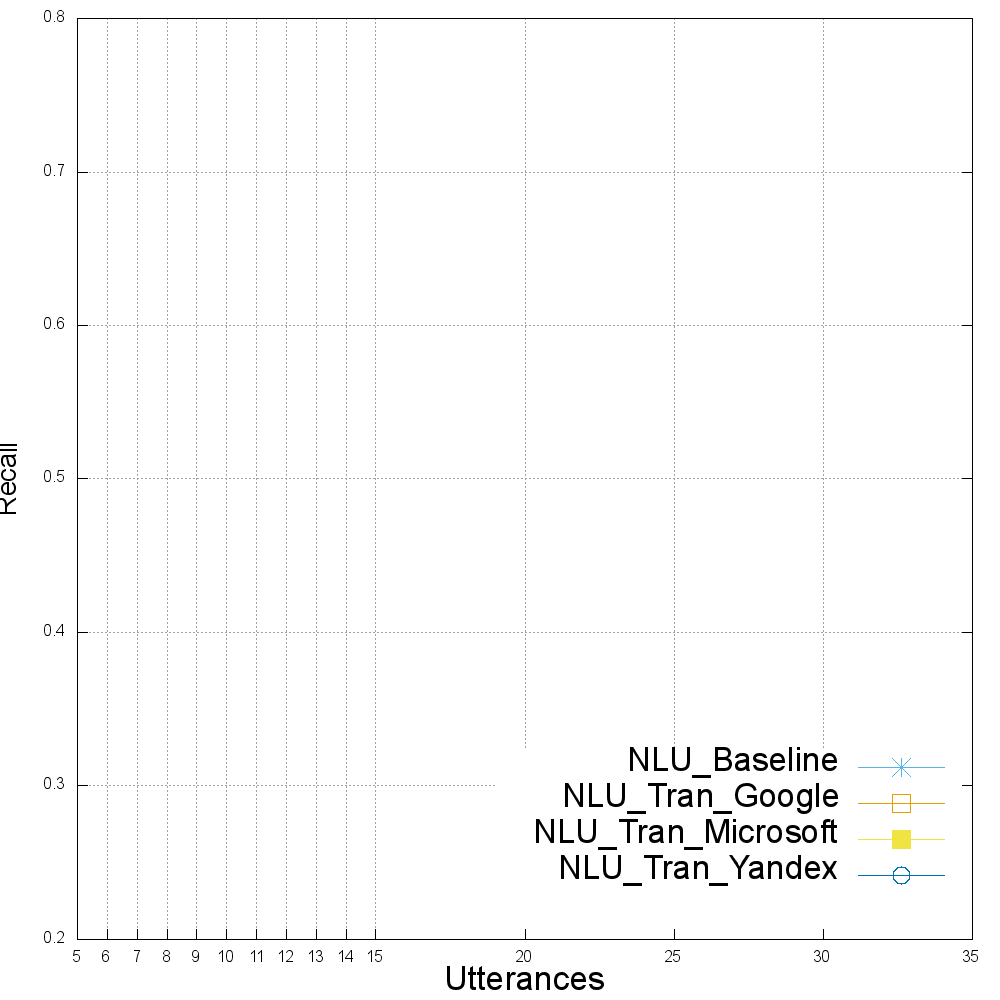 0.8
0.7
0.6
0.5
0.4
0.3
0.2
Recall
NLU_Baseline
NLU_Tran_Google
NLU_Tran_Microsoft
NLU_Tran_Yandex
5 6 7 8 9 10 11 12 13 14 15 20 25 30 35
Utterances